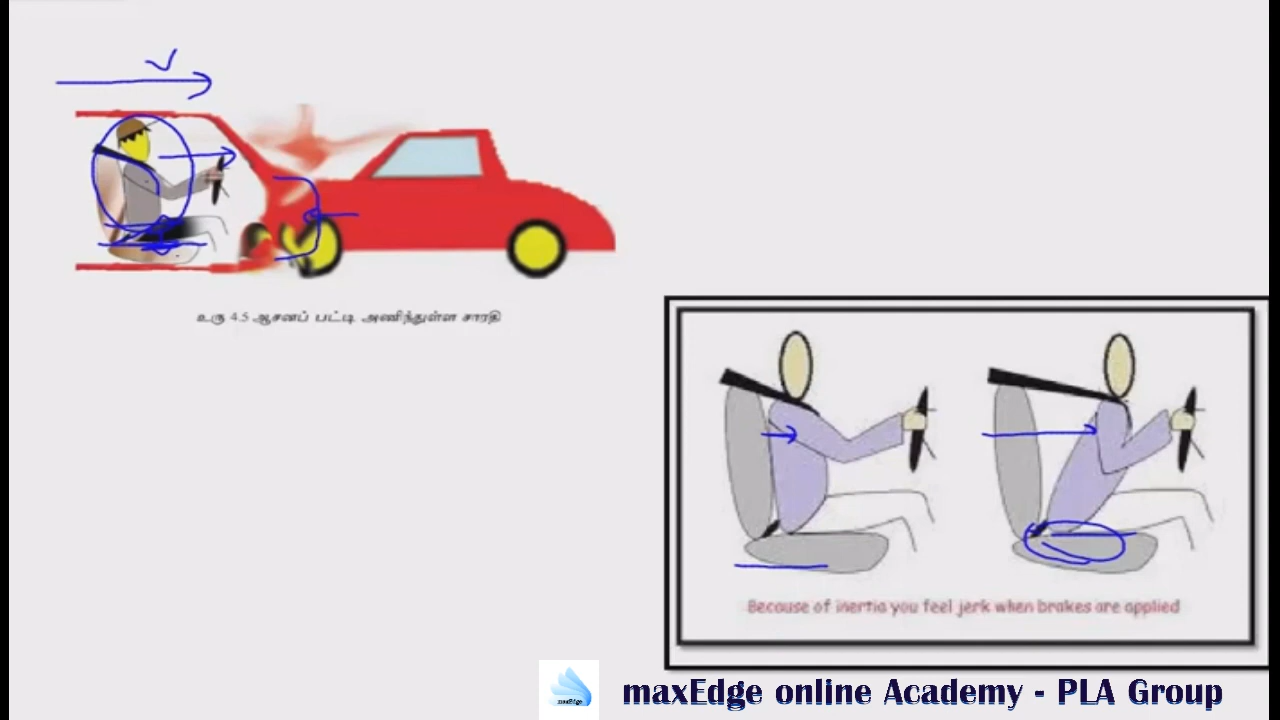 V
உரு 4.5 ஆசனப் பட்டி அணிந்துள்ள சாரதி
Because of inertia you feel jerk when brakes are applied
maxEdge
maxEdge online Academy - PLA Group